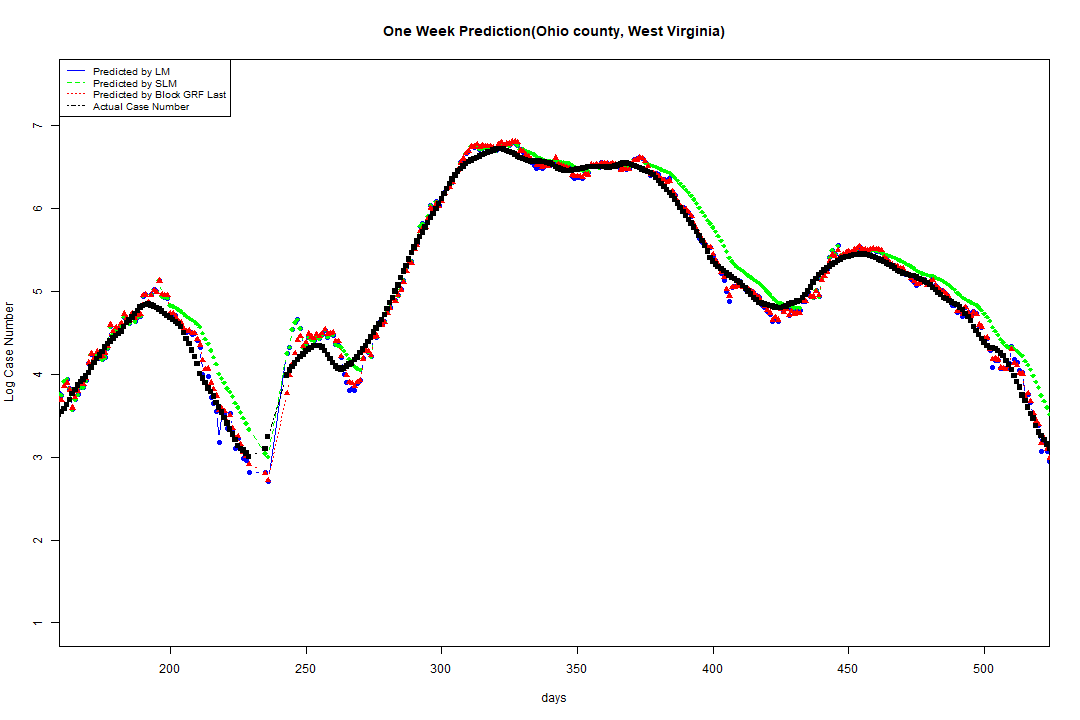 One Week Prediction(Ohio county, West Virginia)
Predicted by LM
Predicted by SLM
Predicted by Block GRF Last
Actual Case Number
7
6
5
4
3
2
1
Log Case Number
200 250 300 350 400 450 500
days